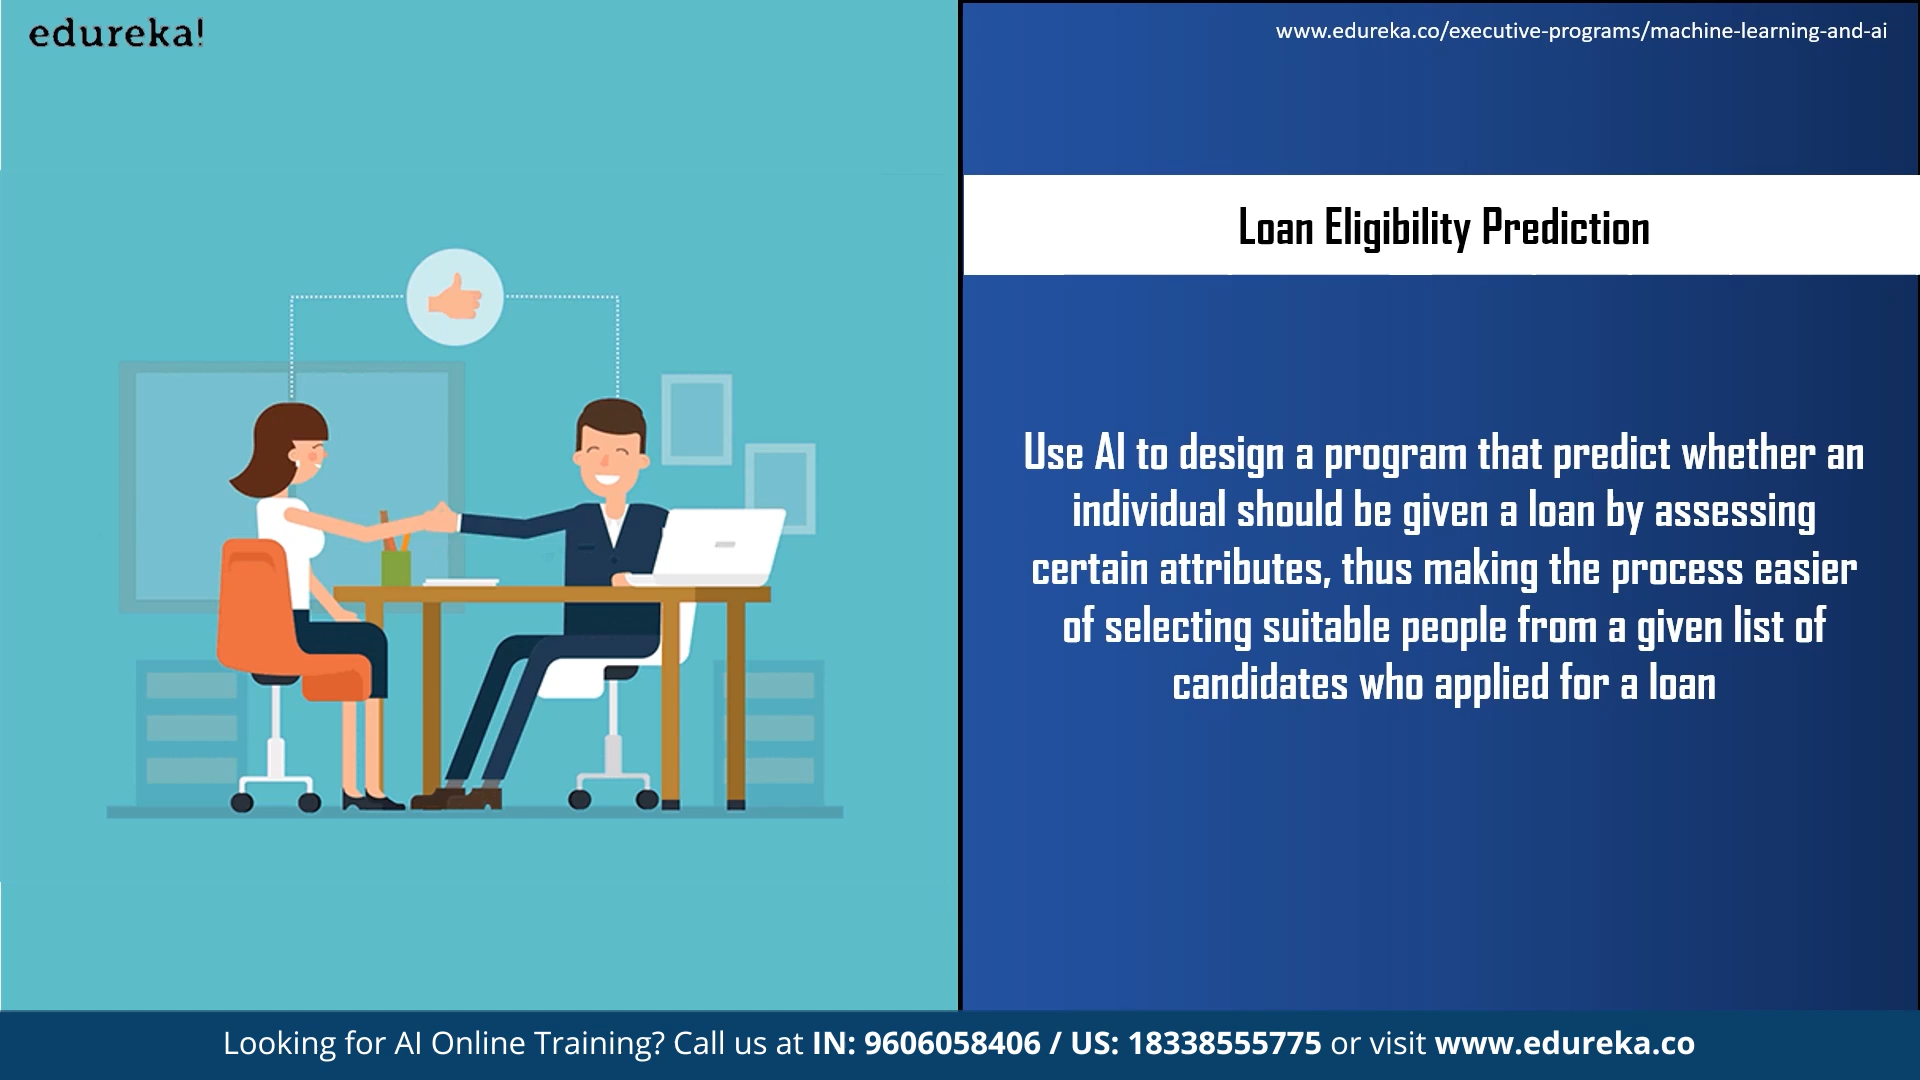 edureka!
www.edureka.co/executive-programs/machine-learning-and-ai
Loan Eligibility Prediction
Use AI to design a program that predict whether an
individual should be given a loan by assessing
certain attributes, thus making the process easier
of selecting suitable people from a given list of
candidates who applied for a loan
Looking for AI Online Training? Call us at IN: 9606058406 / US: 18338555775 or visit www.edureka.co